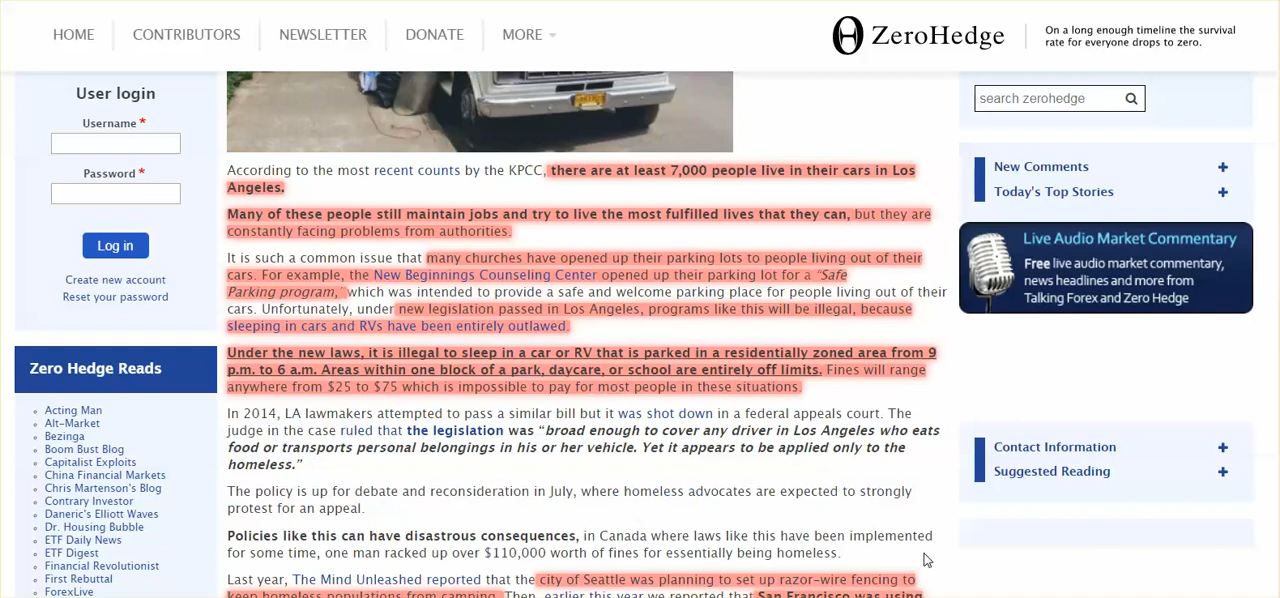 HOME
CONTRIBUTORS
NEWSLETTER
DONATE
MORE
ZeroHedge
On a long enough timeline the survival
rate for everyone drops to zero.
User login
Username *
Password *
Log in
Create new account
Reset your password
Zero Hedge Reads
Acting Man
Alt-Market
Bezinga
Boom Bust Blog
Capitalist Exploits
China Financial Markets
Chris Martenson's Blog
Contrary Investor
Daneric's Elliott Waves
Dr. Housing Bubble
ETF Daily News
ETF Digest
Financial Revolutionist
First Rebuttal
ForexLive
According to the most recent counts by the KPCC, there are at least 7,000 people live in their cars in Los
Angeles.
Many of these people still maintain jobs and try to live the most fulfilled lives that they can, but they are
constantly facing problems from authorities.
It is such a common issue that many churches have opened up their parking lots to people living out of their
cars. For example, the New Beginnings Counseling Center opened up their parking lot for a “Safe
Parking program,” which was intended to provide a safe and welcome parking place for people living out of their
cars. Unfortunately, under new legislation passed in Los Angeles, programs like this will be illegal, because
sleeping in cars and RVs have been entirely outlawed.
Under the new laws, it is illegal to sleep in a car or RV that is parked in a residentially zoned area from 9
p.m. to 6 a.m. Areas within one block of a park, daycare, or school are entirely off limits. Fines will range
anywhere from $25 to $75 which is impossible to pay for most people in these situations.
In 2014, LA lawmakers attempted to pass a similar bill but it was shot down in a federal appeals court. The
judge in the case ruled that the legislation was “broad enough to cover any driver in Los Angeles who eats
food or transports personal belongings in his or her vehicle. Yet it appears to be applied only to the
homeless.”
The policy is up for debate and reconsideration in July, where homeless advocates are expected to strongly
protest for an appeal.
Policies like this can have disastrous consequences, in Canada where laws like this have been implemented
for some time, one man racked up over $110,000 worth of fines for essentially being homeless.
Last year, The Mind Unleashed reported that the city of Seattle was planning to set up razor-wire fencing to
keep homeless populations from camping. Then, earlier this year we reported that San Francisco was using
search zerohedge
New Comments +
Today's Top Stories +
Live Audio Market Commentary
Free live audio market commentary,
news headlines and more from
Talking Forex and Zero Hedge
Contact Information +
Suggested Reading +